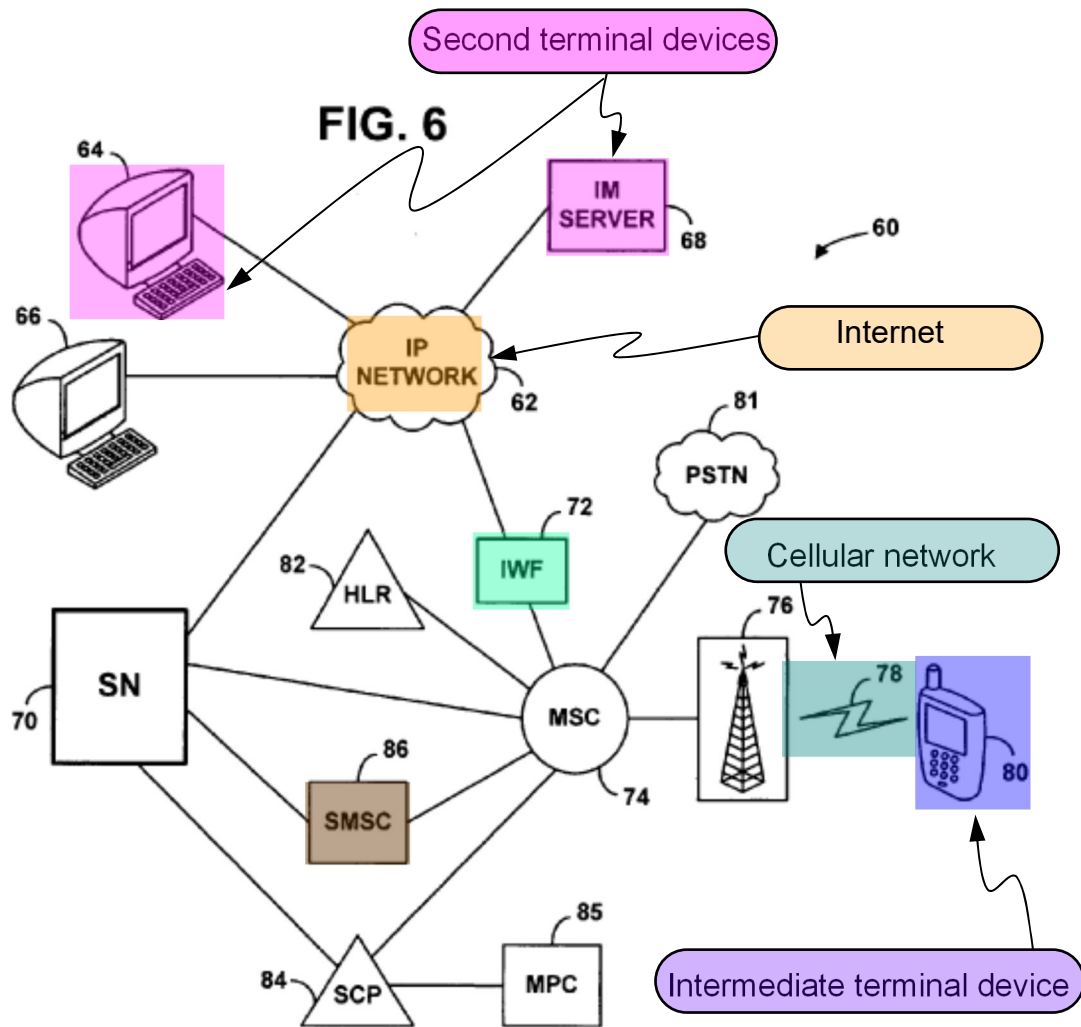 Second terminal devices
FIG. 6
64
IM
SERVER
68
60
66
IP
NETWORK
62
Internet
81
PSTN
72
IWF
Cellular network
82
HLR
76
SN
70
MSC
74
78
80
86
SMSC
85
84
SCP
MPC
Intermediate terminal device